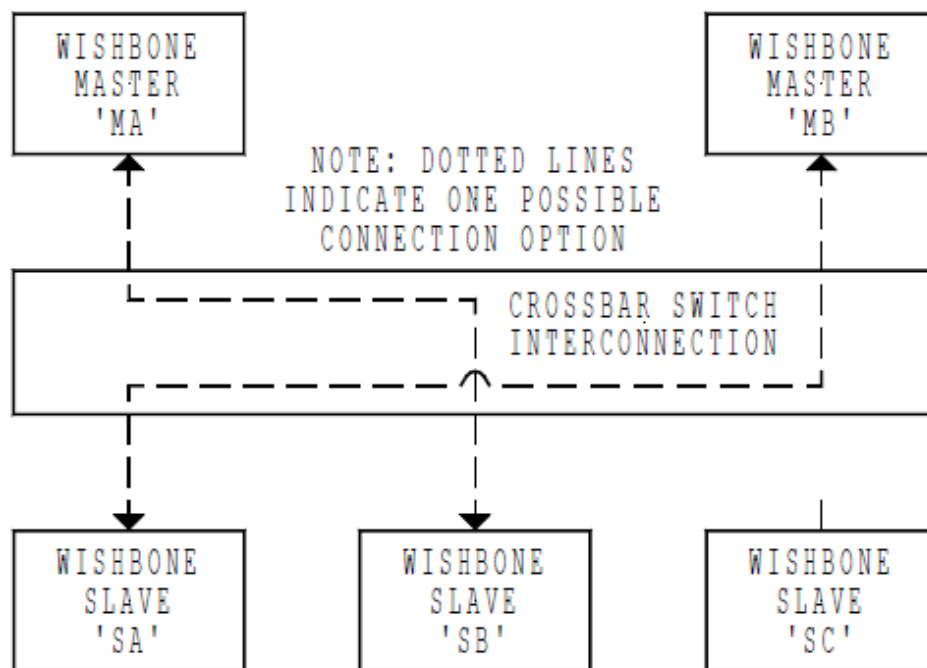 WISHBONE
MASTER
'MA'
WISHBONE
MASTER
'MB'
NOTE: DOTTED LINES
INDICATE ONE POSSIBLE
CONNECTION OPTION
CROSSBAR SWITCH
INTERCONNECTION
WISHBONE
SLAVE
'SA'
WISHBONE
SLAVE
'SB'
WISHBONE
SLAVE
'SC'